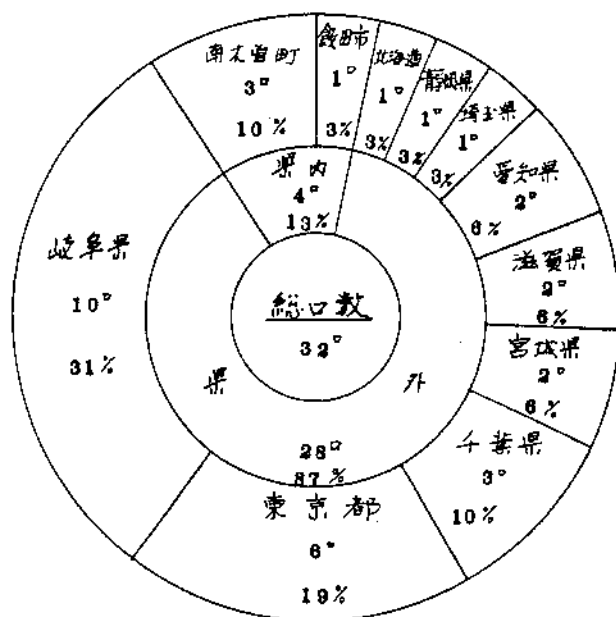 総口数
32口
県内
4口
13%
県外
28口
87%
南木曽町
3口
10%
飯田市
1口
3%
北海道
1口
3%
静岡県
1口
3%
埼玉県
1口
3%
愛知県
2口
6%
滋賀県
2口
6%
宮城県
2口
6%
千葉県
3口
10%
東京都
6口
19%
岐阜県
10口
31%